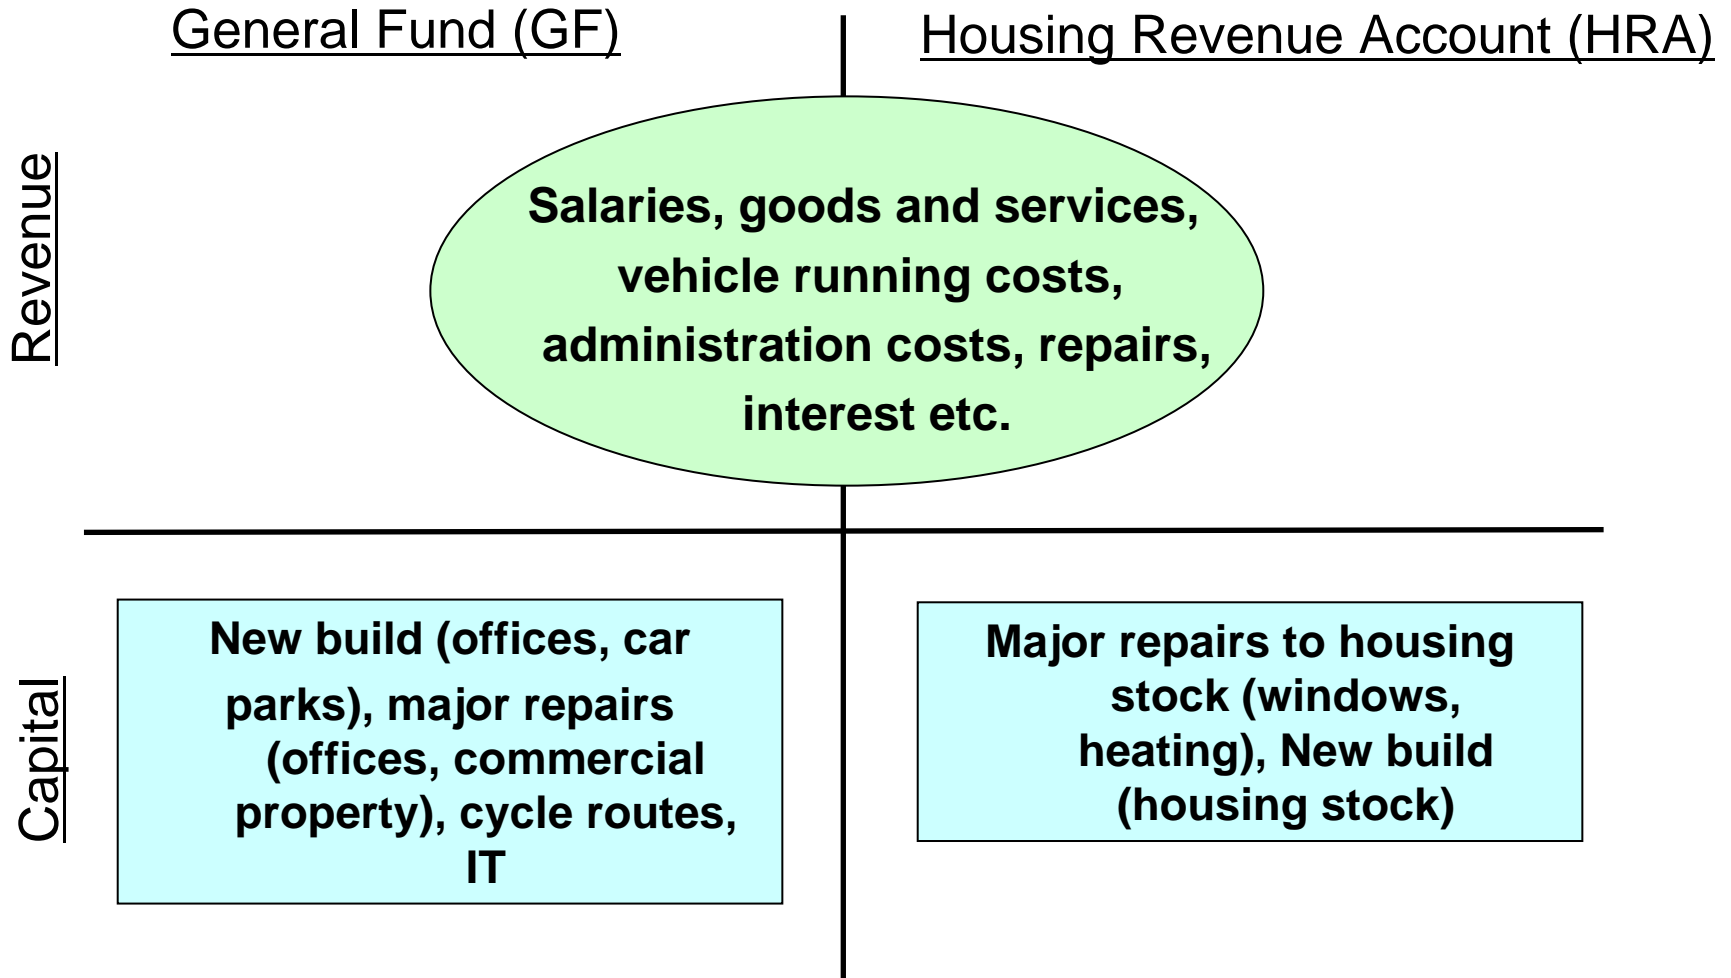 General Fund (GF)
Housing Revenue Account (HRA)
Revenue
Salaries, goods and services,
vehicle running costs,
administration costs, repairs,
interest etc.
Capital
New build (offices, car
parks), major repairs
(offices, commercial
property), cycle routes,
IT
Major repairs to housing
stock (windows,
heating), New build
(housing stock)